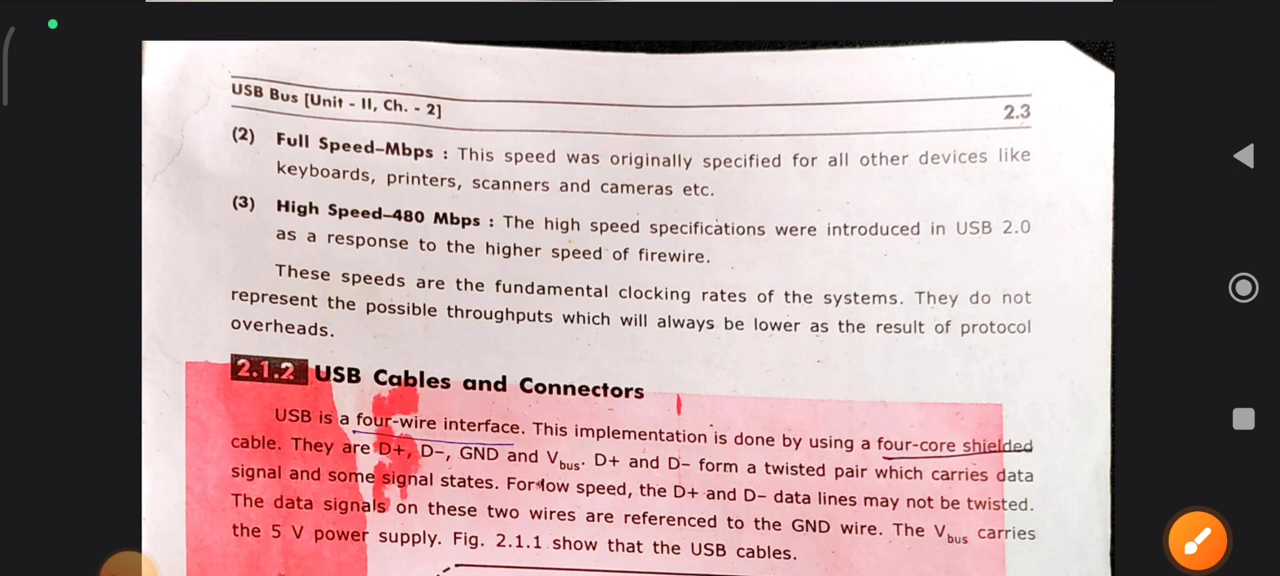 USB Bus [Unit - II, Ch. - 2]
2.3
(2) Full Speed–Mbps : This speed was originally specified for all other devices like
keyboards, printers, scanners and cameras etc.
(3) High Speed–480 Mbps : The high speed specifications were introduced in USB 2.0
as a response to the higher speed of firewire.
These speeds are the fundamental clocking rates of the systems. They do not
represent the possible throughputs which will always be lower as the result of protocol
overheads.
2.1.2 USB Cables and Connectors
USB is a four-wire interface. This implementation is done by using a four-core shielded
cable. They are D+, D–, GND and Vbus. D+ and D– form a twisted pair which carries data
signal and some signal states. For low speed, the D+ and D– data lines may not be twisted.
The data signals on these two wires are referenced to the GND wire. The Vbus carries
the 5 V power supply. Fig. 2.1.1 show that the USB cables.